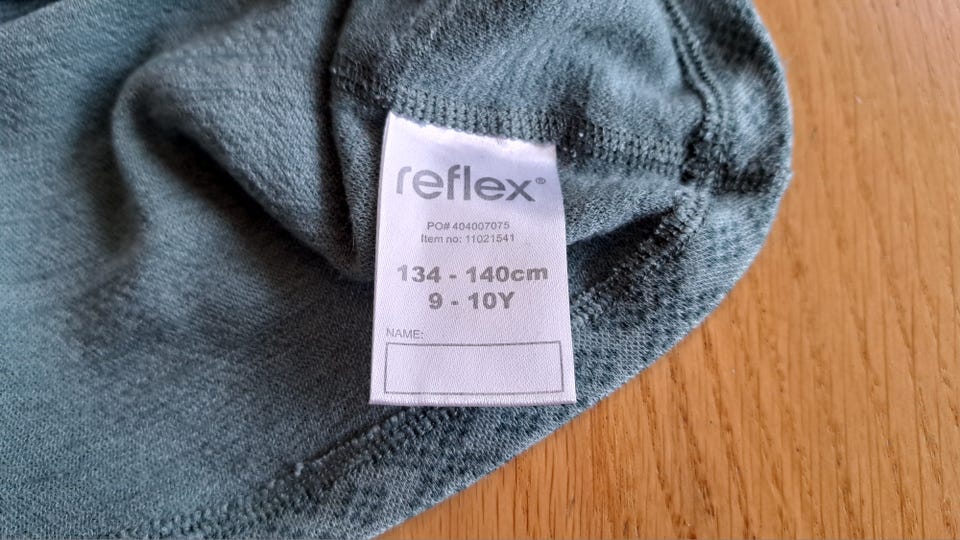 reflex®
PO# 404007075
Item no: 11021541
134 - 140cm
9 - 10Y
NAME: